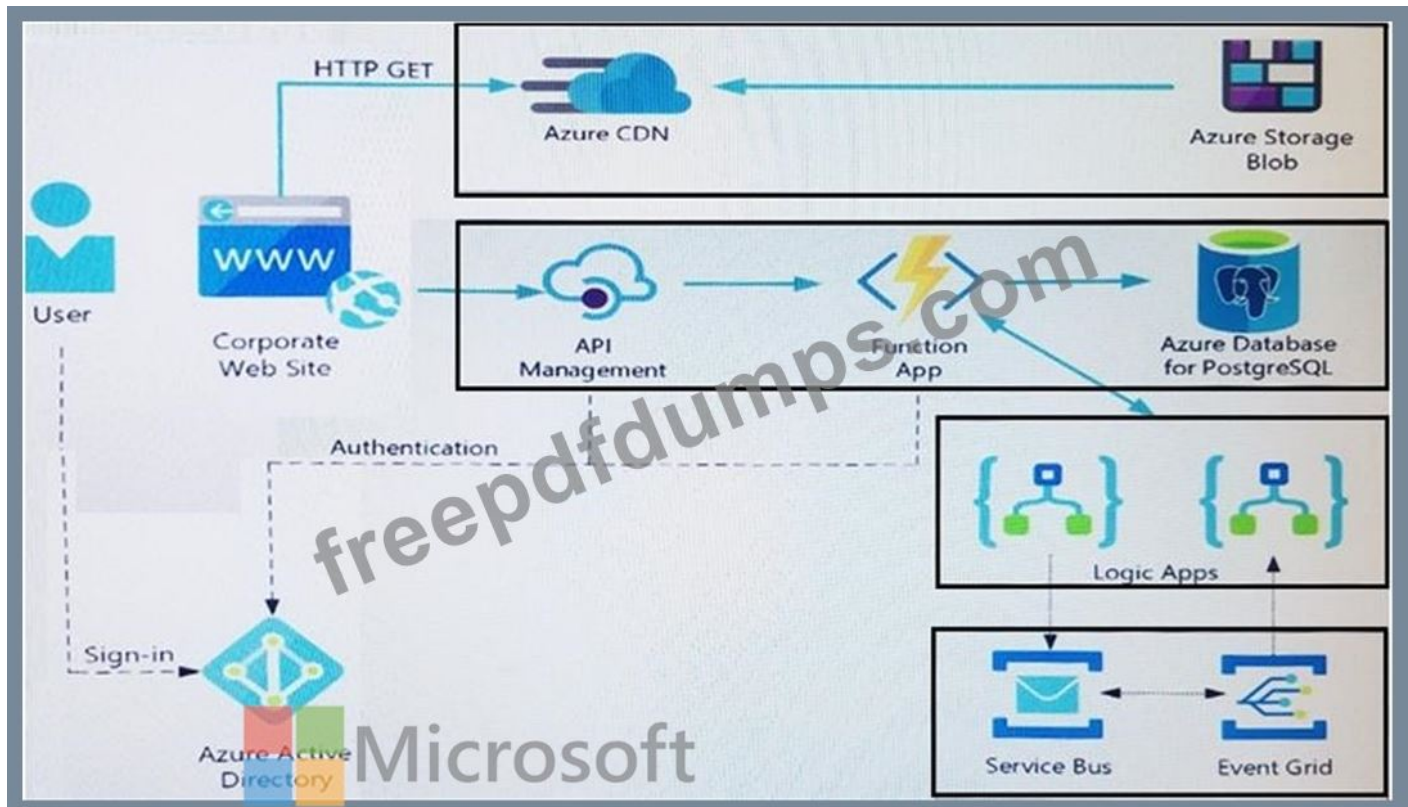 HTTP GET
Azure CDN
Azure Storage
Blob
www
User
Corporate
Web Site
API
Management
Function
App
Azure Database
for PostgreSQL
Authentication
freepdfdumps.com
Logic Apps
Sign-in
Azure Active
Directory
Microsoft
Service Bus
Event Grid